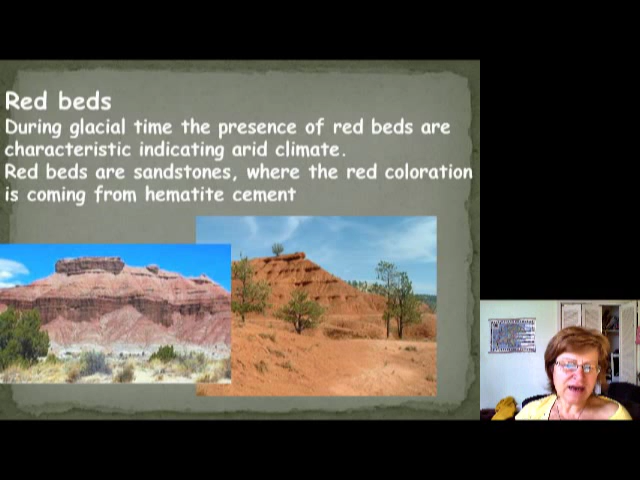 Red beds
During glacial time the presence of red beds are
characteristic indicating arid climate.
Red beds are sandstones, where the red coloration
is coming from hematite cement